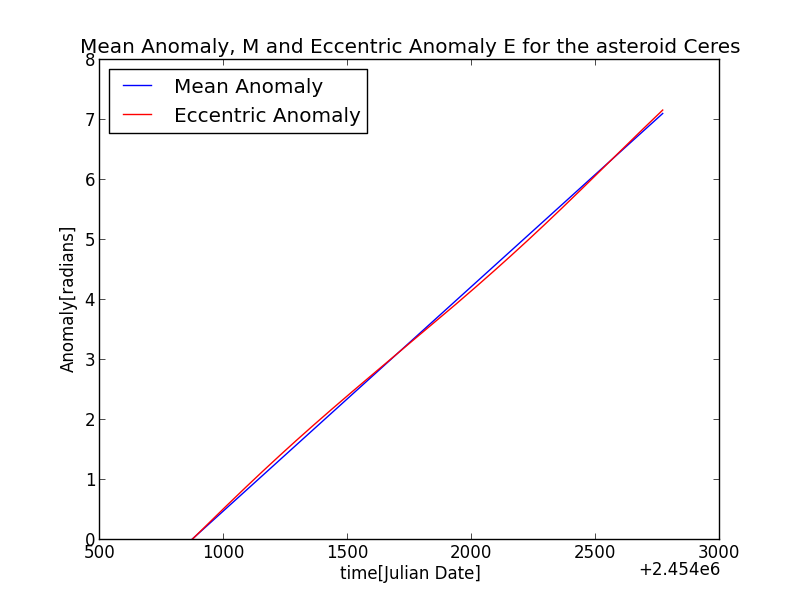 Mean Anomaly, M and Eccentric Anomaly E for the asteroid Ceres
8
7
6
5
4
3
2
1
0
Anomaly[radians]
Mean Anomaly
Eccentric Anomaly
500 1000 1500 2000 2500 3000
+2.454e6
time[Julian Date]